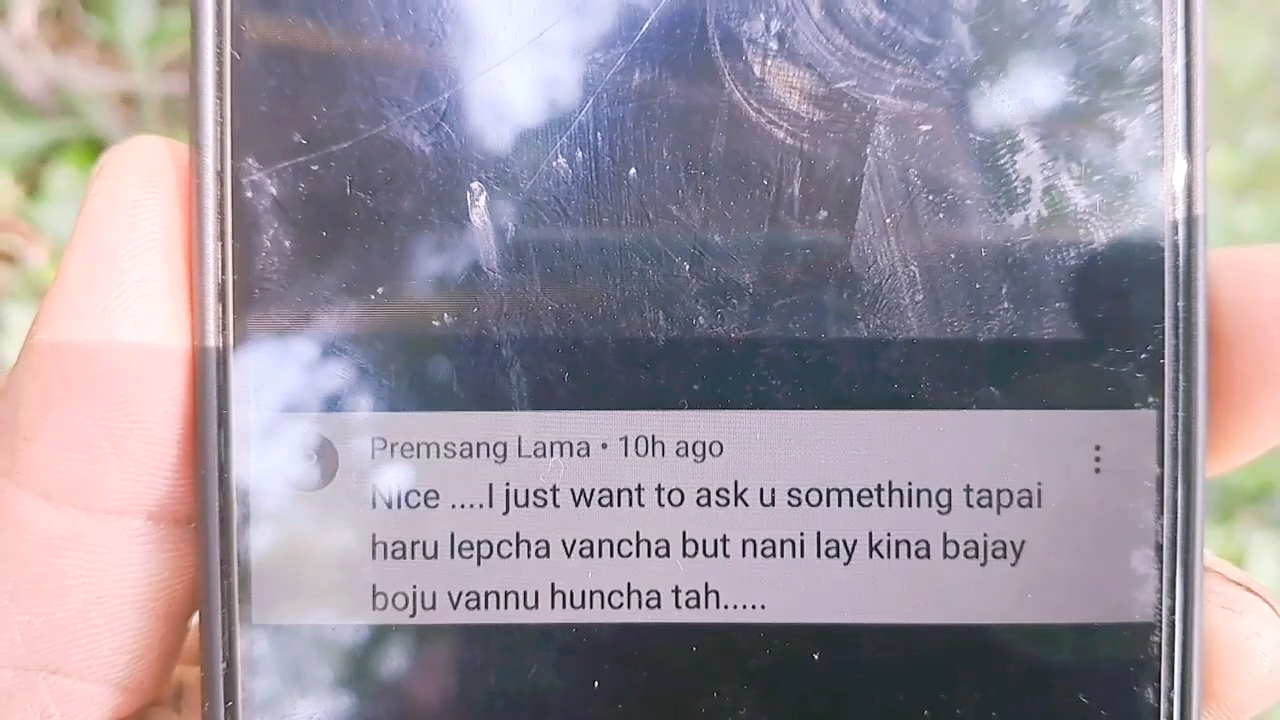 Premsang Lama • 10h ago
Nice ....I just want to ask u something tapai
haru lepcha vancha but nani lay kina bajay
boju vannu huncha tah.....